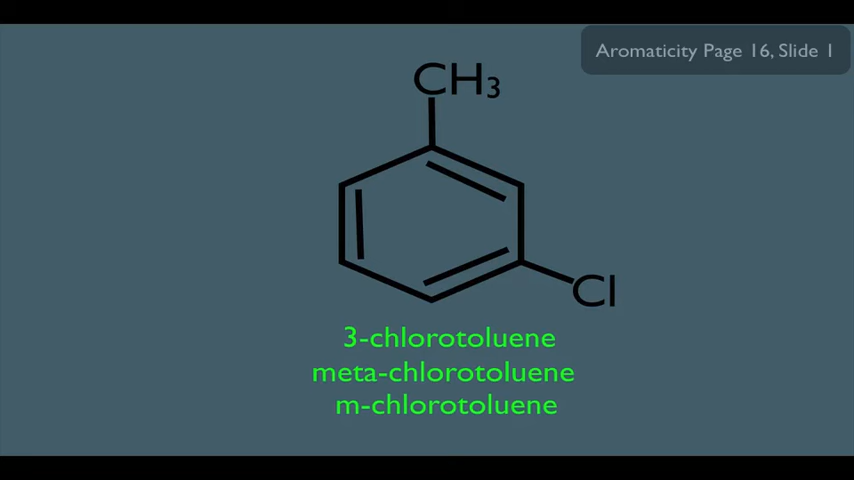 Aromaticity Page 16, Slide 1
CH₃
Cl
3-chlorotoluene
meta-chlorotoluene
m-chlorotoluene